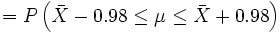 = P(X̄ − 0.98 ≤ μ ≤ X̄ + 0.98)